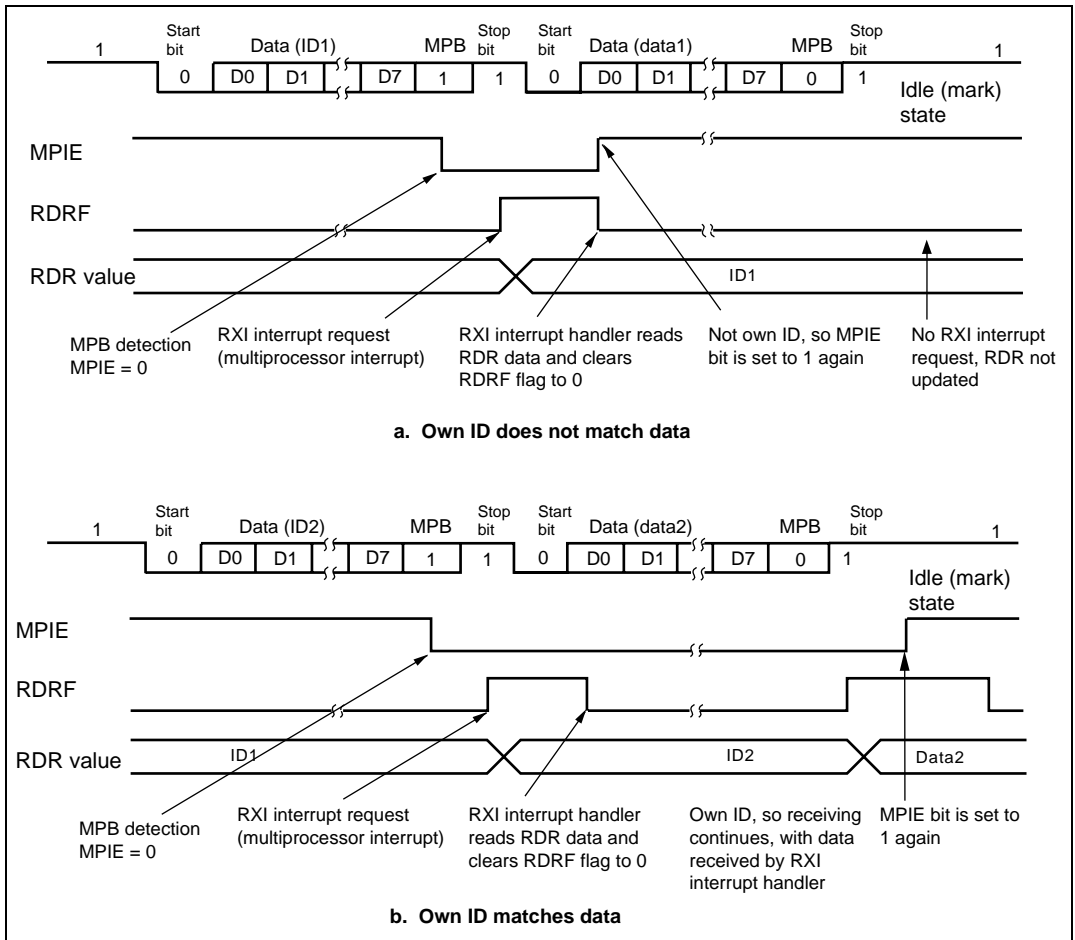 Start bit Data (ID1) MPB Stop bit Start bit Data (data1) MPB Stop bit
1 0 D0 D1 D7 1 1 0 D0 D1 D7 0 1 1
Idle (mark) state
MPIE
RDRF
RDR value ID1
MPB detection MPIE = 0
RXI interrupt request (multiprocessor interrupt)
RXI interrupt handler reads RDR data and clears RDRF flag to 0
Not own ID, so MPIE bit is set to 1 again
No RXI interrupt request, RDR not updated
a. Own ID does not match data
Start bit Data (ID2) MPB Stop bit Start bit Data (data2) MPB Stop bit
1 0 D0 D1 D7 1 1 0 D0 D1 D7 0 1 1
Idle (mark) state
MPIE
RDRF
RDR value ID1 ID2 Data2
MPB detection MPIE = 0
RXI interrupt request (multiprocessor interrupt)
RXI interrupt handler reads RDR data and clears RDRF flag to 0
Own ID, so receiving continues, with data received by RXI interrupt handler
MPIE bit is set to 1 again
b. Own ID matches data